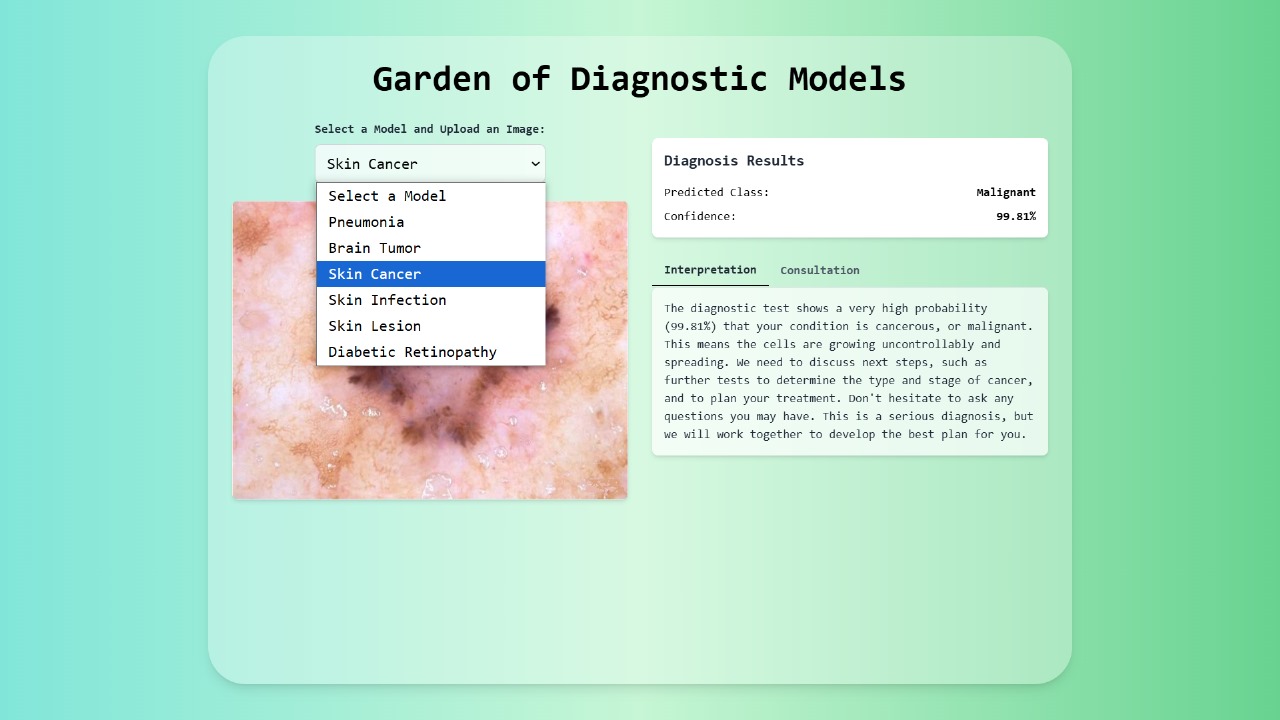 Garden of Diagnostic Models
Select a Model and Upload an Image:
Skin Cancer
Select a Model
Pneumonia
Brain Tumor
Skin Cancer
Skin Infection
Skin Lesion
Diabetic Retinopathy
Diagnosis Results
Predicted Class: Malignant
Confidence: 99.81%
Interpretation Consultation
The diagnostic test shows a very high probability
(99.81%) that your condition is cancerous, or malignant.
This means the cells are growing uncontrollably and
spreading. We need to discuss next steps, such as
further tests to determine the type and stage of cancer,
and to plan your treatment. Don't hesitate to ask any
questions you may have. This is a serious diagnosis, but
we will work together to develop the best plan for you.